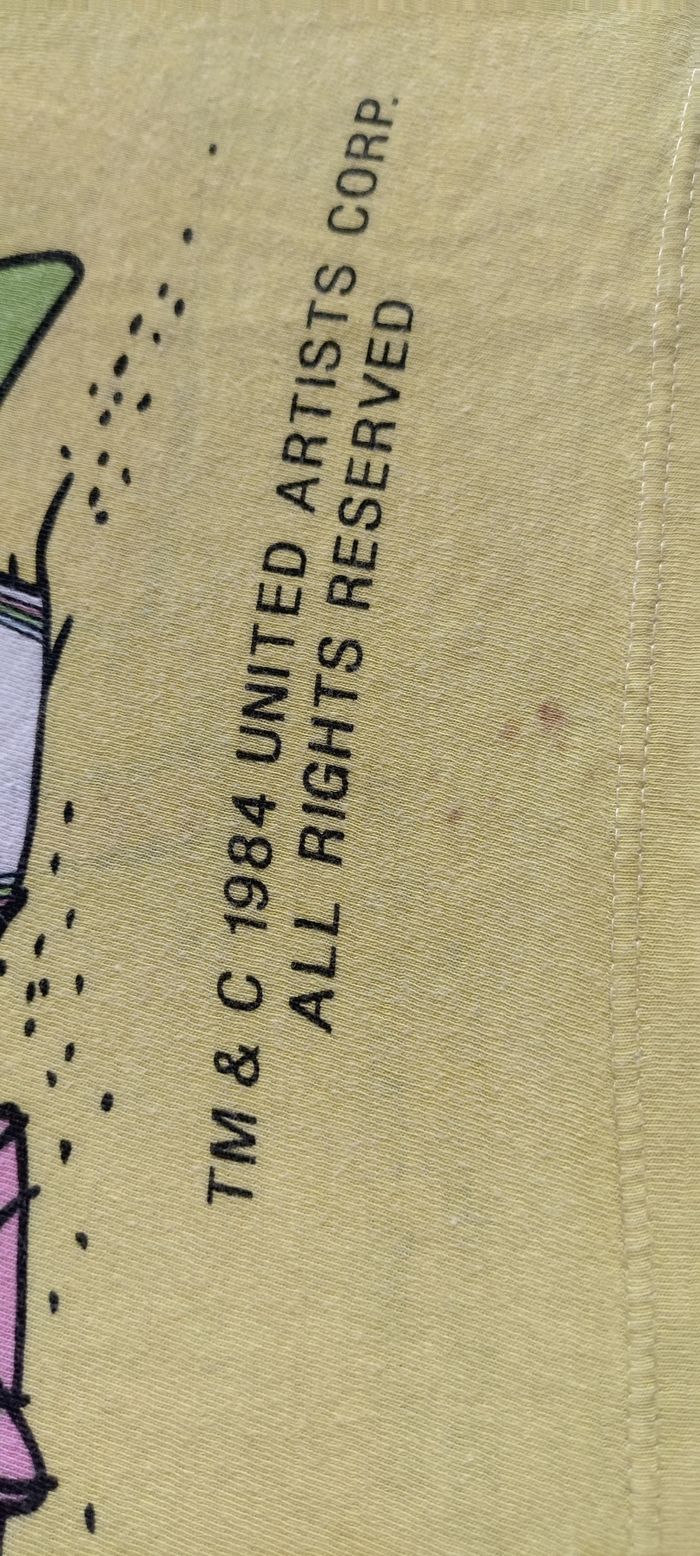 TM & C 1984 UNITED ARTISTS CORP.
ALL RIGHTS RESERVED